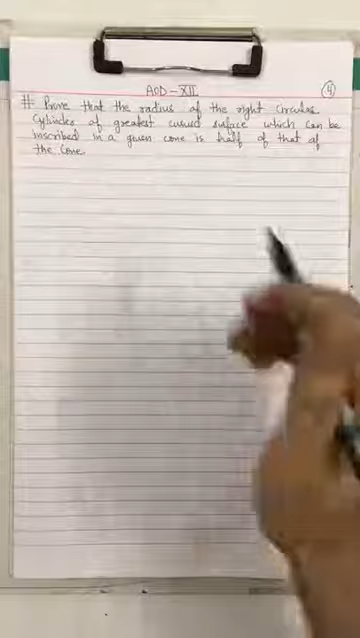 AOD-XII
4
# Prove that the radius of the right circular
cylinder of greatest curved surface which can be
inscribed in a given cone is half of that of
the cone.